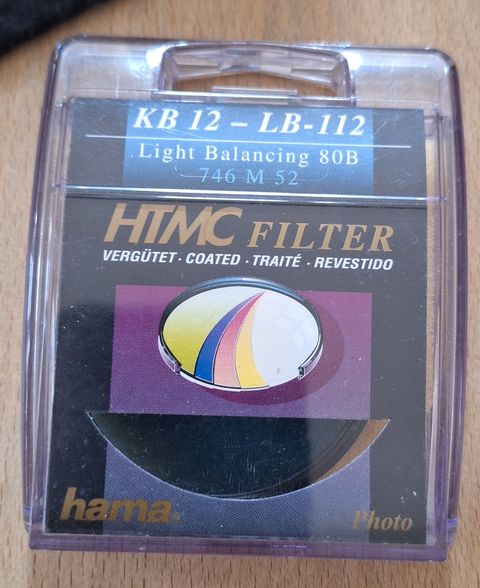 KB 12 – LB-112
Light Balancing 80B
746 M 52
HTMC FILTER
VERGÜTET · COATED · TRAITÉ · REVESTIDO
hama®
Photo